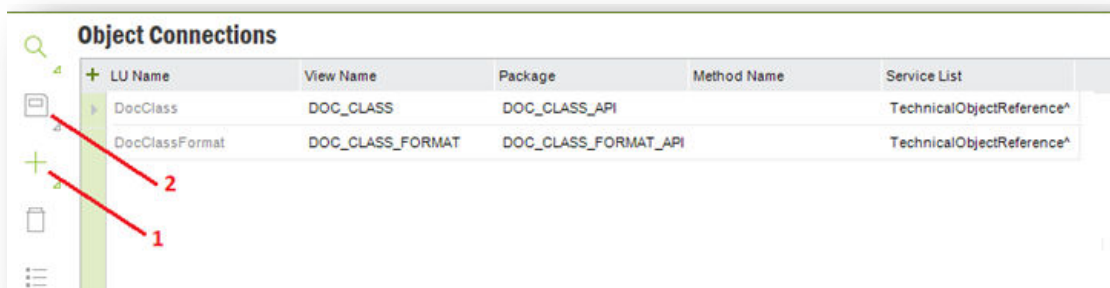 Object Connections
LU Name View Name Package Method Name Service List
DocClass DOC_CLASS DOC_CLASS_API TechnicalObjectReference^
DocClassFormat DOC_CLASS_FORMAT DOC_CLASS_FORMAT_API TechnicalObjectReference^
2
1